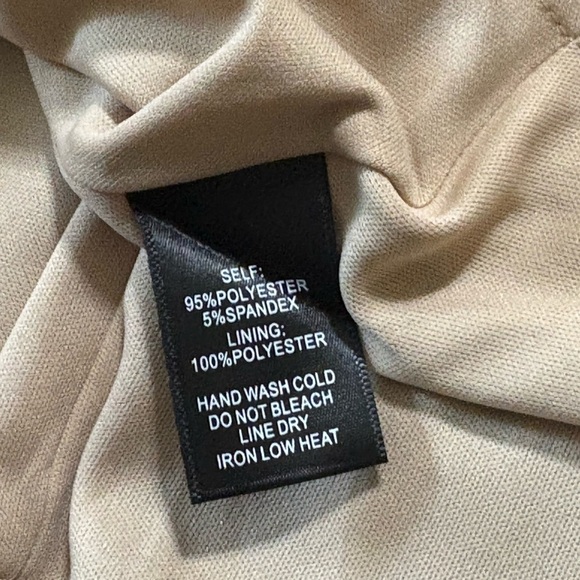 SELF:
95%POLYESTER
5%SPANDEX
LINING:
100%POLYESTER
HAND WASH COLD
DO NOT BLEACH
LINE DRY
IRON LOW HEAT